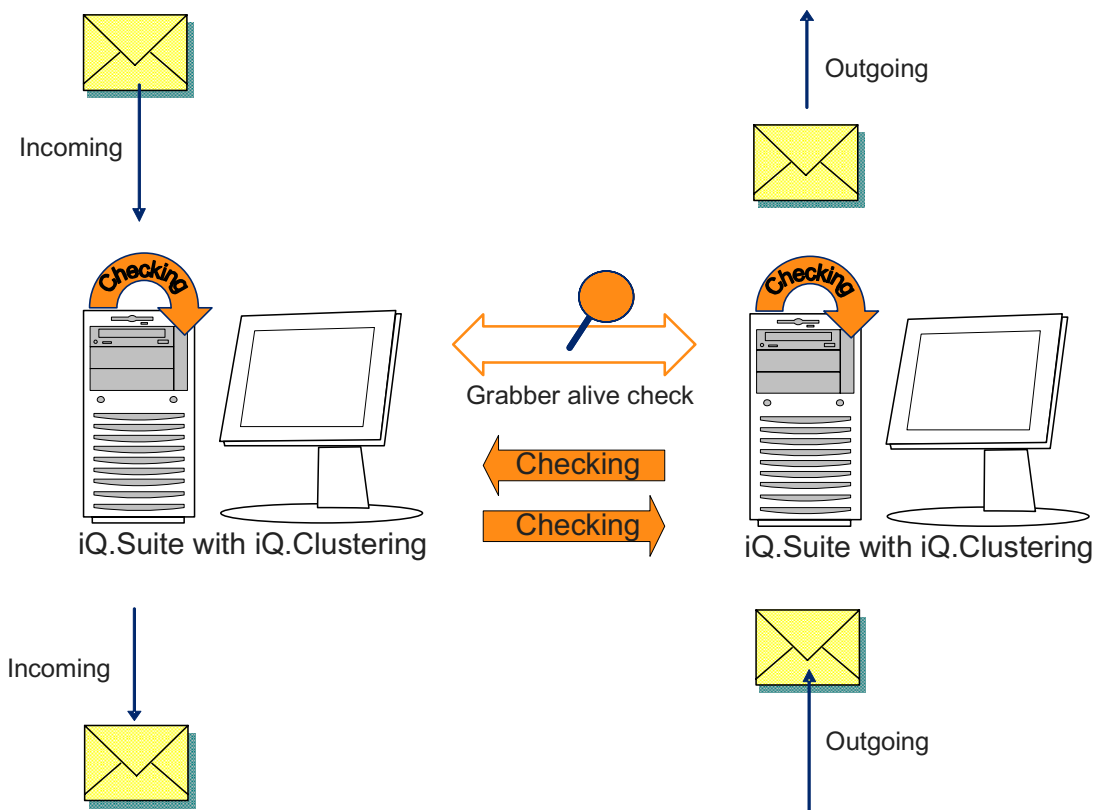 Outgoing
Incoming
Checking
Checking
Grabber alive check
Checking
Checking
iQ.Suite with iQ.Clustering
iQ.Suite with iQ.Clustering
Incoming
Outgoing